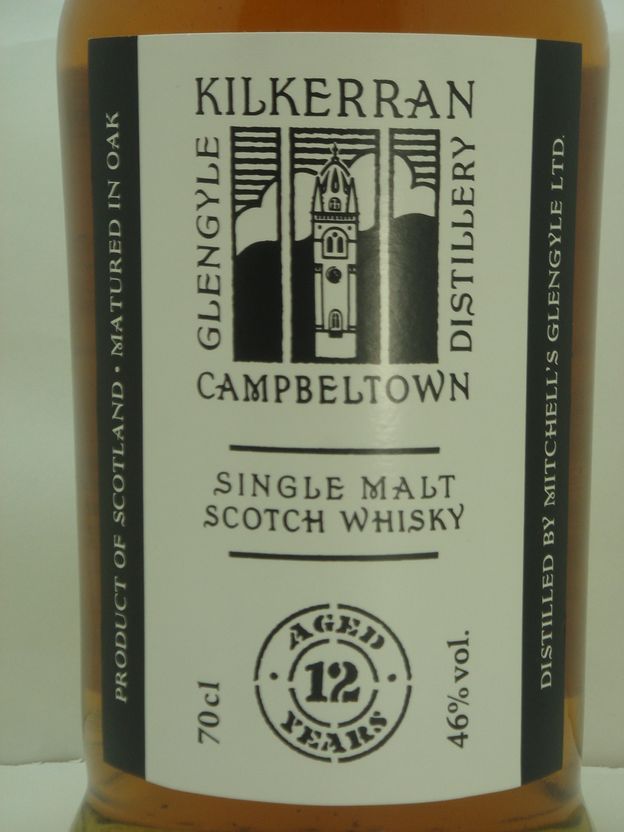 KILKERRAN
GLENGYLE
DISTILLERY
CAMPBELTOWN
SINGLE MALT
SCOTCH WHISKY
AGED
12
YEARS
70cl
46% vol.
PRODUCT OF SCOTLAND • MATURED IN OAK
DISTILLED BY MITCHELL'S GLENGYLE LTD.